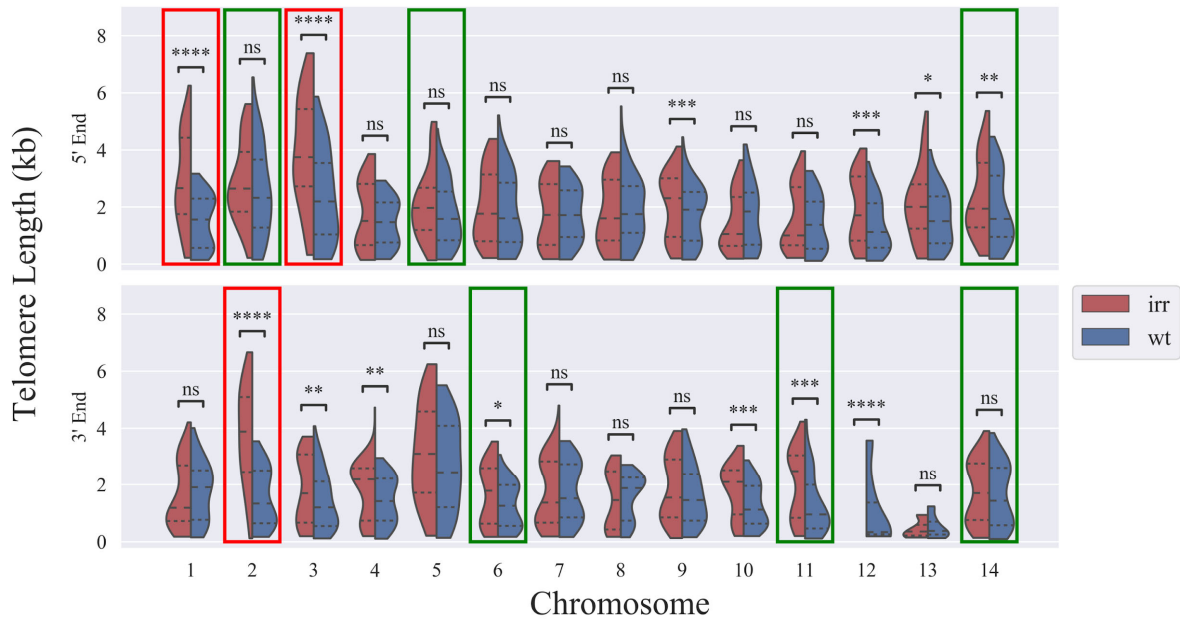 Telomere Length (kb)
5' End
8
6
4
2
0
**** ns **** ns ns ns ns ns *** ns ns *** * **
3' End
8
6
4
2
0
ns **** ** ** ns * ns ns ns *** *** **** ns ns
1 2 3 4 5 6 7 8 9 10 11 12 13 14
Chromosome
irr
wt